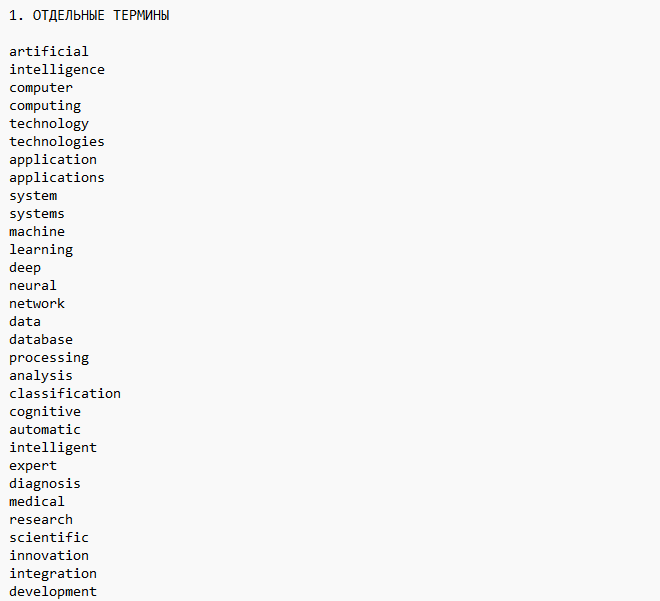 1. ОТДЕЛЬНЫЕ ТЕРМИНЫ
artificial
intelligence
computer
computing
technology
technologies
application
applications
system
systems
machine
learning
deep
neural
network
data
database
processing
analysis
classification
cognitive
automatic
intelligent
expert
diagnosis
medical
research
scientific
innovation
integration
development